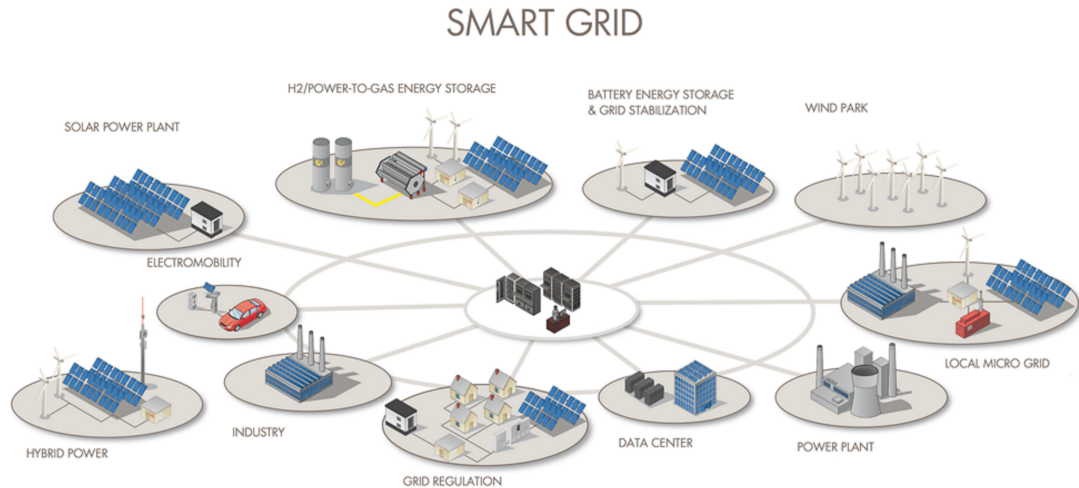 SMART GRID
H2/POWER-TO-GAS ENERGY STORAGE
BATTERY ENERGY STORAGE
& GRID STABILIZATION
WIND PARK
SOLAR POWER PLANT
ELECTROMOBILITY
LOCAL MICRO GRID
HYBRID POWER
INDUSTRY
GRID REGULATION
DATA CENTER
POWER PLANT